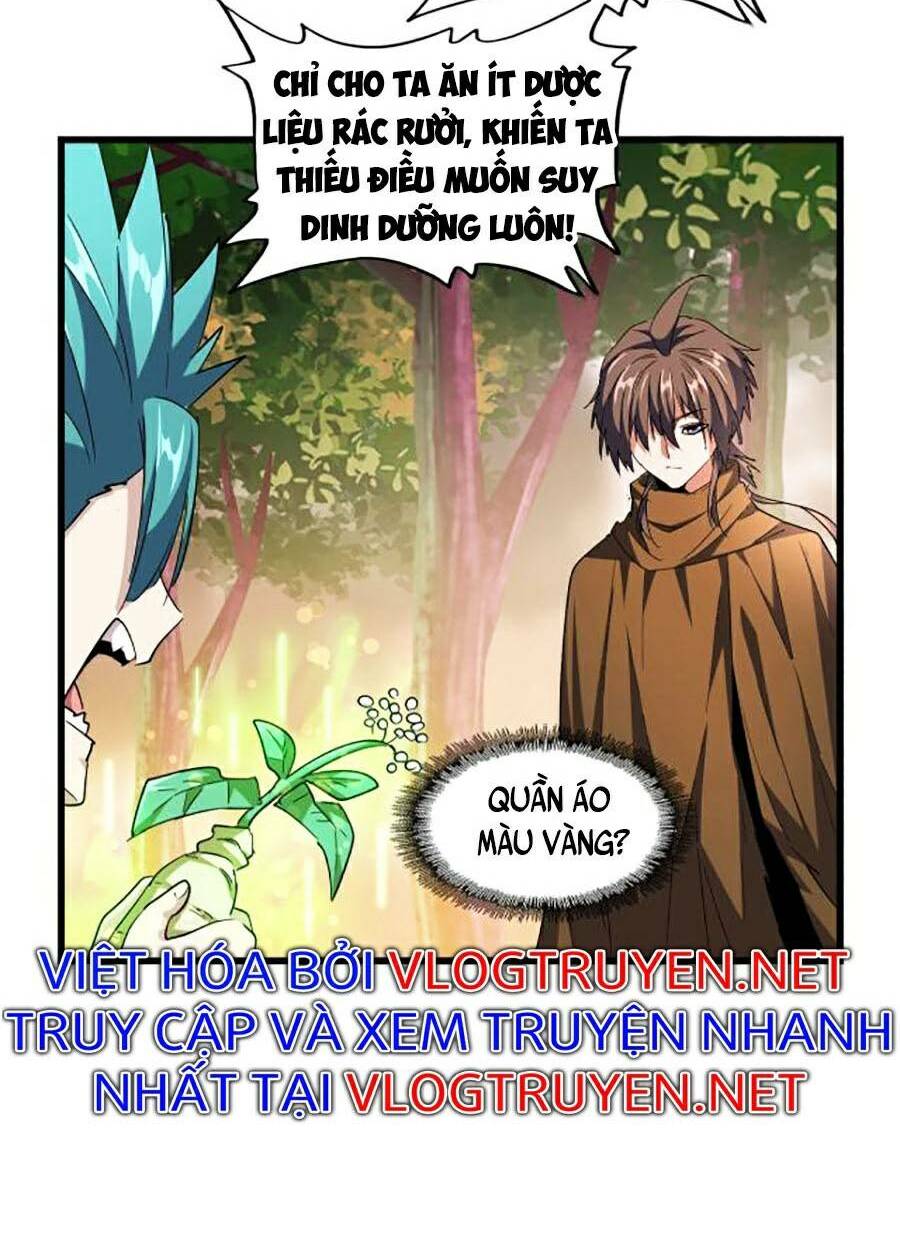 CHỈ CHO TA ĂN ÍT DƯỢC
LIỆU RÁC RƯỞI, KHIẾN TA
THIẾU ĐIỀU MUỐN SUY
DINH DƯỠNG LUÔN!
QUẦN ÁO
MÀU VÀNG?
VIỆT HÓA BỞI VLOGTRUYEN.NET
TRUY CẬP VÀ XEM TRUYỆN NHANH
NHẤT TẠI VLOGTRUYEN.NET